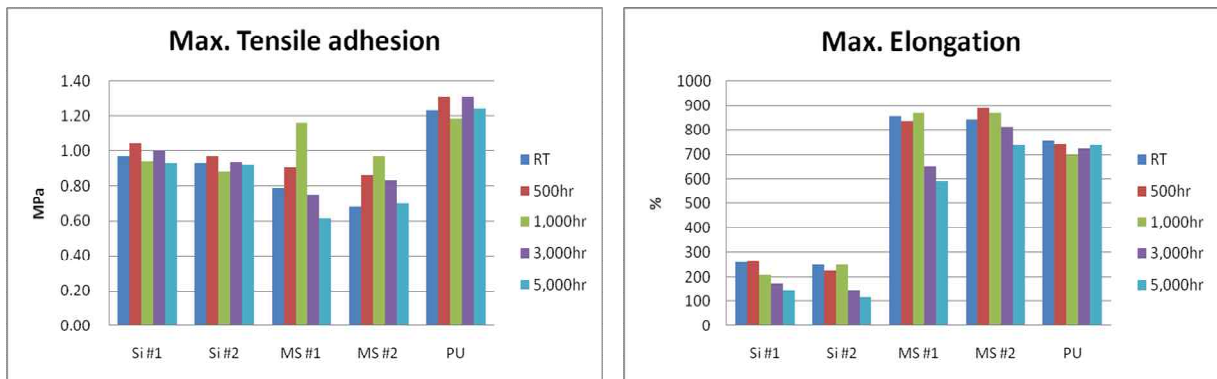 Max. Tensile adhesion
MPa
1.40
1.20
1.00
0.80
0.60
0.40
0.20
0.00
Si #1 Si #2 MS #1 MS #2 PU
RT
500hr
1,000hr
3,000hr
5,000hr
Max. Elongation
%
1000
900
800
700
600
500
400
300
200
100
0
Si #1 Si #2 MS #1 MS #2 PU
RT
500hr
1,000hr
3,000hr
5,000hr